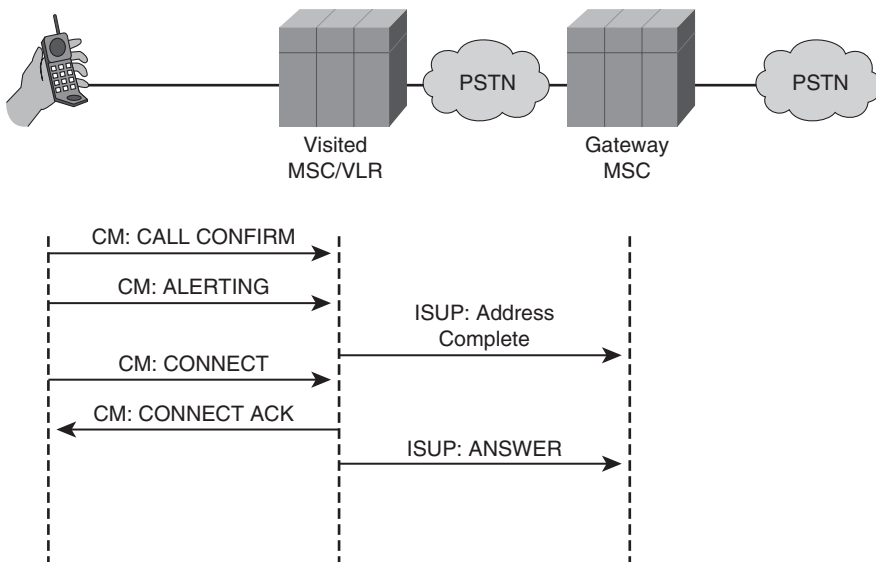 PSTN
PSTN
Visited
MSC/VLR
Gateway
MSC
CM: CALL CONFIRM
CM: ALERTING
ISUP: Address
Complete
CM: CONNECT
CM: CONNECT ACK
ISUP: ANSWER